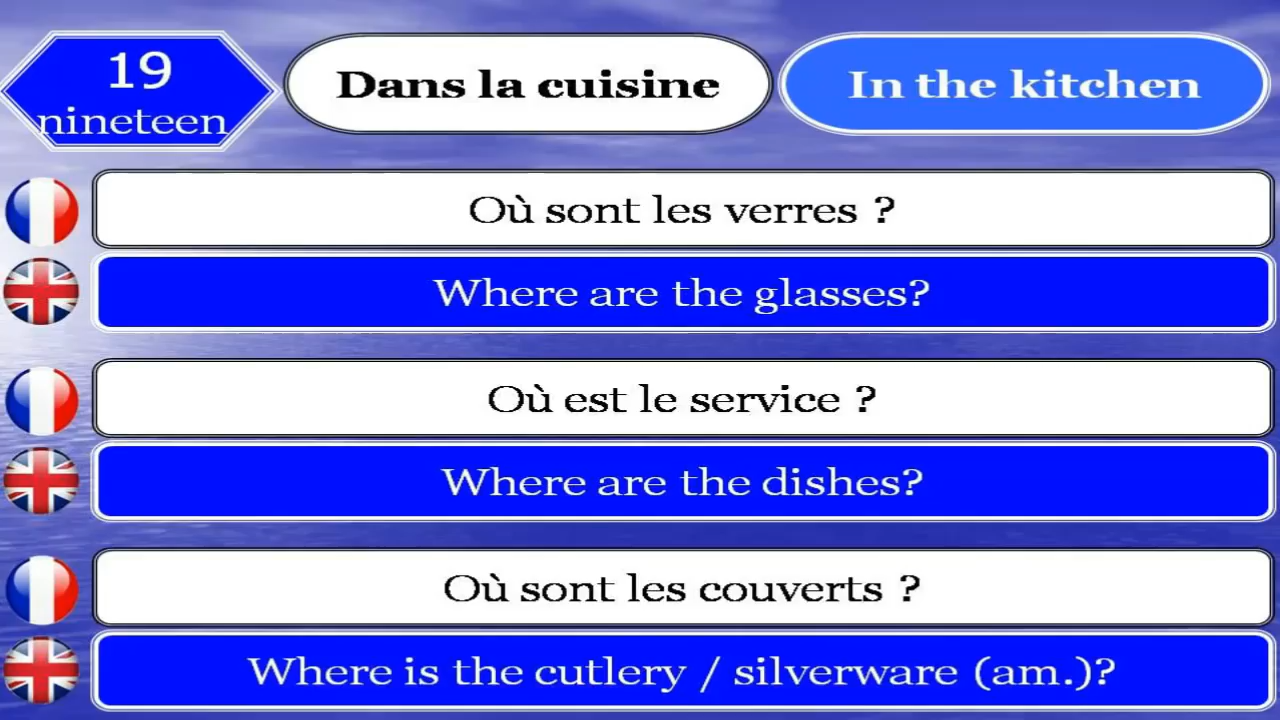 19
nineteen
Dans la cuisine
In the kitchen
Où sont les verres ?
Where are the glasses?
Où est le service ?
Where are the dishes?
Où sont les couverts ?
Where is the cutlery / silverware (am.)?